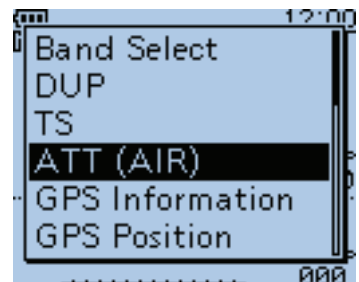 12:00
Band Select
DUP
TS
ATT (AIR)
GPS Information
GPS Position
000